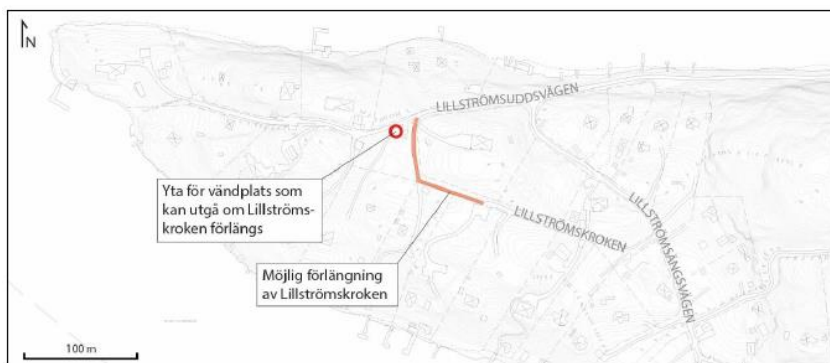 N
LILLSTRÖMSUDDSVÄGEN
Yta för vändplats som
kan utgå om Lillströms-
kroken förlängs
LILLSTRÖMSKROKEN
LILLSTRÖMSÄNGSVÄGEN
Möjlig förlängning
av Lillströmskroken
100 m